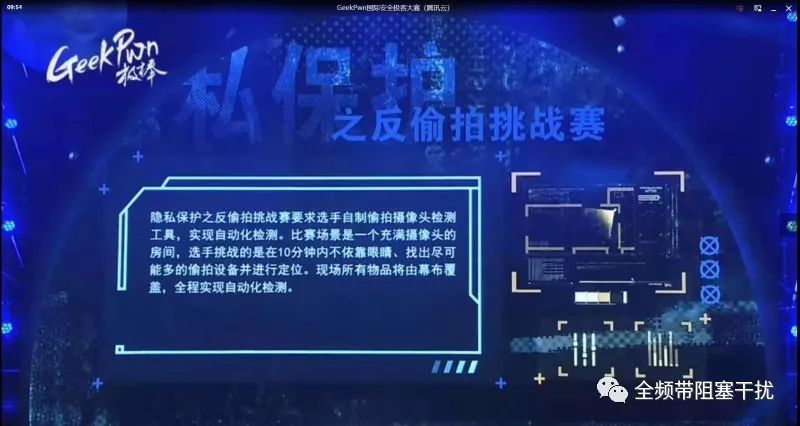 09:54
GeekPwn国际安全极客大赛（腾讯云）
GeekPwn
极棒
私保护
之反偷拍挑战赛
隐私保护之反偷拍挑战赛要求选手自制偷拍摄像头检测
工具，实现自动化检测。比赛场景是一个充满摄像头的
房间，选手挑战的是在10分钟内不依靠眼睛、找出尽可
能多的偷拍设备并进行定位。现场所有物品将由幕布覆
盖，全程实现自动化检测。
全频带阻塞干扰